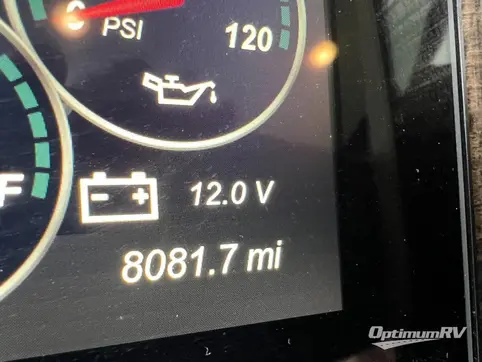 PSI
120
F
12.0 V
8081.7 mi
OptimumRV